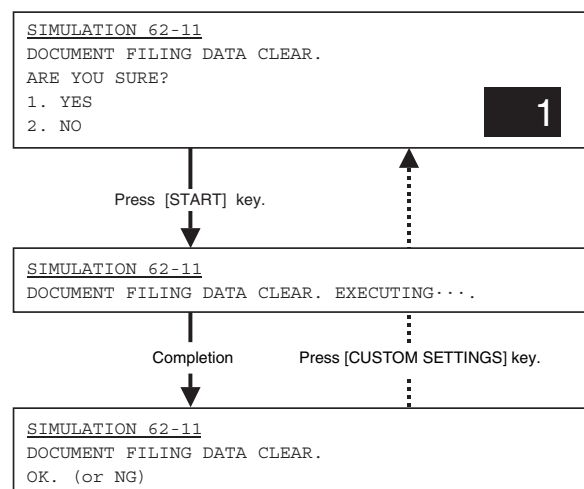 SIMULATION 62-11
DOCUMENT FILING DATA CLEAR.
ARE YOU SURE?
1. YES
2. NO
1
Press [START] key.
SIMULATION 62-11
DOCUMENT FILING DATA CLEAR. EXECUTING···.
Completion
Press [CUSTOM SETTINGS] key.
SIMULATION 62-11
DOCUMENT FILING DATA CLEAR.
OK. (or NG)